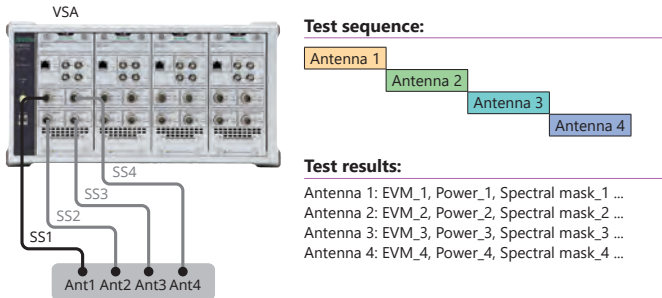 VSA
SS4
SS3
SS2
SS1
Ant1 Ant2 Ant3 Ant4
Test sequence:
Antenna 1
Antenna 2
Antenna 3
Antenna 4
Test results:
Antenna 1: EVM_1, Power_1, Spectral mask_1 ...
Antenna 2: EVM_2, Power_2, Spectral mask_2 ...
Antenna 3: EVM_3, Power_3, Spectral mask_3 ...
Antenna 4: EVM_4, Power_4, Spectral mask_4 ...